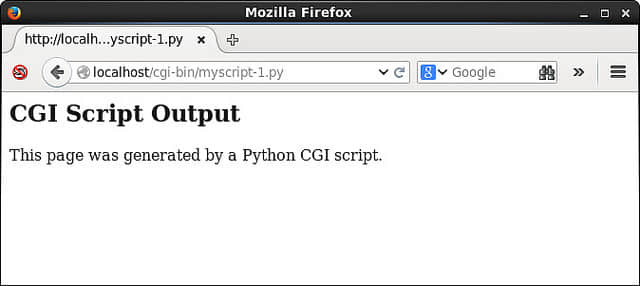 Mozilla Firefox
http://localh...yscript-1.py
localhost/cgi-bin/myscript-1.py
Google
CGI Script Output
This page was generated by a Python CGI script.